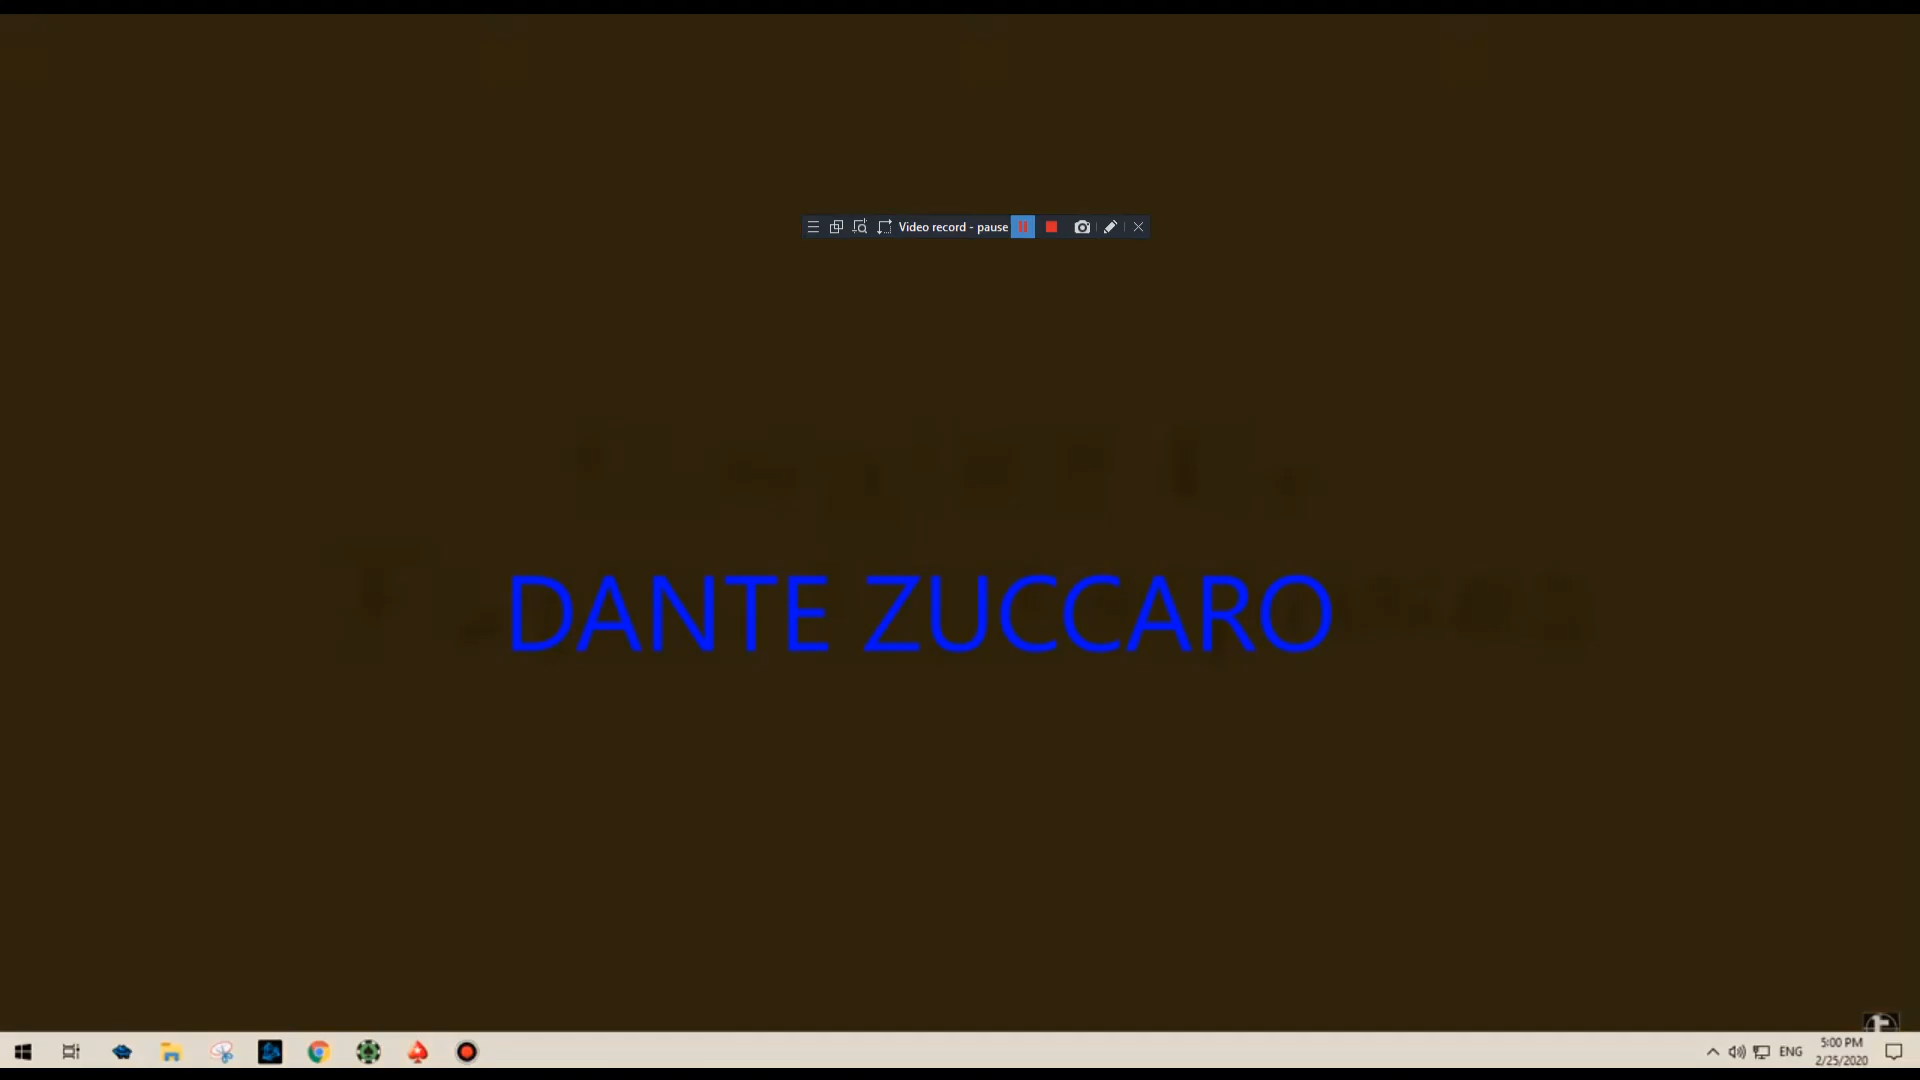 Video record - pause
DANTE ZUCCARO
ENG
5:00 PM
2/25/2020